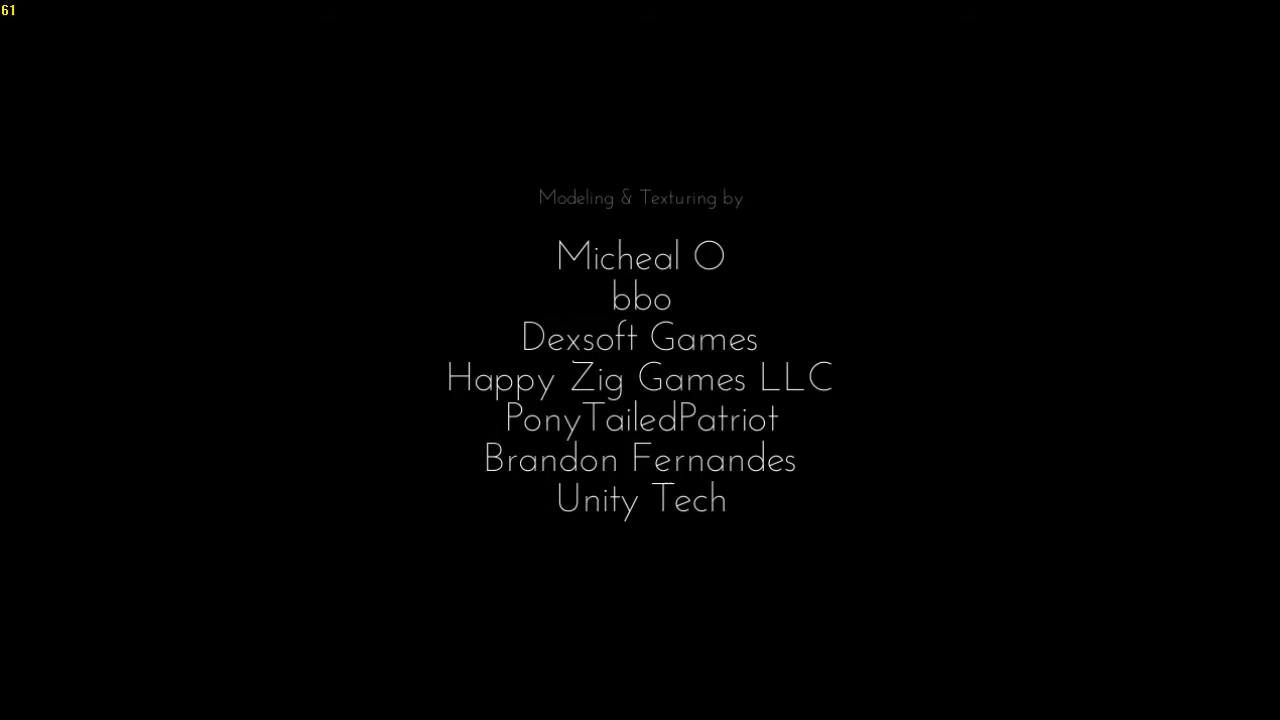 61
Modeling & Texturing by
Micheal O
bbo
Dexsoft Games
Happy Zig Games LLC
PonyTailedPatriot
Brandon Fernandes
Unity Tech